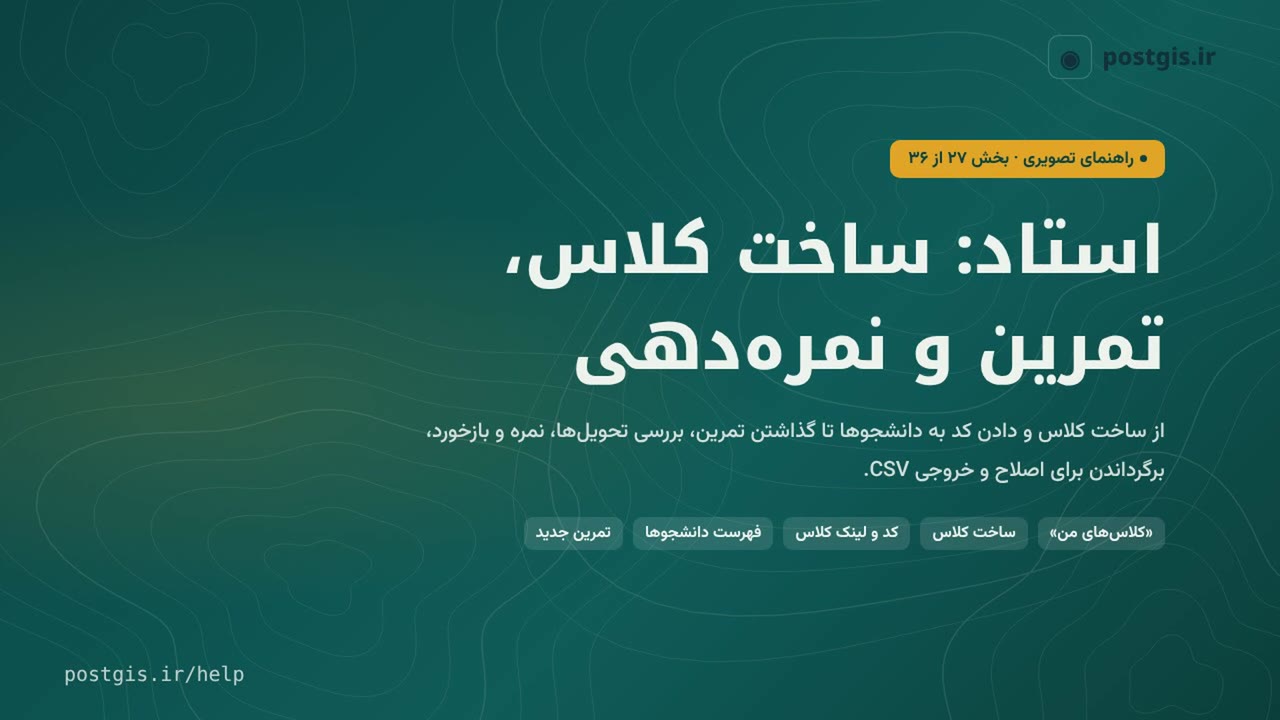 postgis.ir
• راهنمای تصویری · بخش ۲۷ از ۳۶
استاد: ساخت کلاس،
تمرین و نمره‌دهی
از ساخت کلاس و دادن کد به دانشجوها تا گذاشتن تمرین، بررسی تحویل‌ها، نمره و بازخورد،
برگرداندن برای اصلاح و خروجی CSV.
«کلاس‌های من» ساخت کلاس کد و لینک کلاس فهرست دانشجوها تمرین جدید
postgis.ir/help